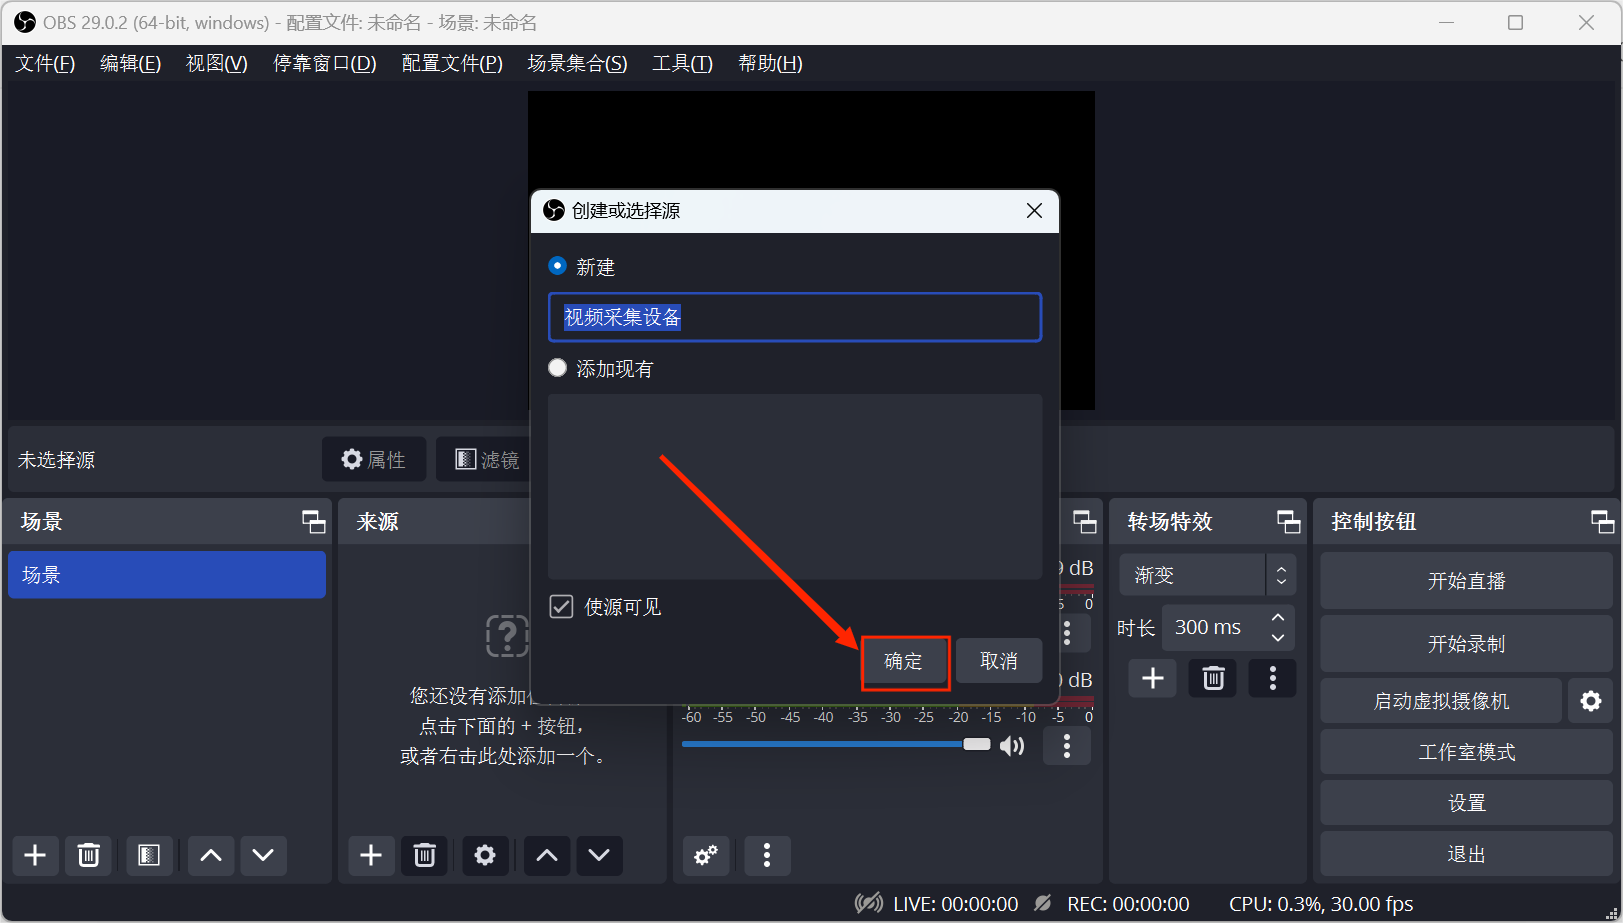 OBS 29.0.2 (64-bit, windows) - 配置文件: 未命名 - 场景: 未命名
文件(F) 编辑(E) 视图(V) 停靠窗口(D) 配置文件(P) 场景集合(S) 工具(T) 帮助(H)
创建或选择源
新建
视频采集设备
添加现有
使源可见
确定 取消
未选择源 属性 滤镜
场景
场景
来源
您还没有添加
点击下面的 + 按钮，
或者右击此处添加一个。
dB
0
dB
-60 -55 -50 -45 -40 -35 -30 -25 -20 -15 -10 -5 0
转场特效
渐变
时长 300 ms
控制按钮
开始直播
开始录制
启动虚拟摄像机
工作室模式
设置
退出
LIVE: 00:00:00 REC: 00:00:00 CPU: 0.3%, 30.00 fps